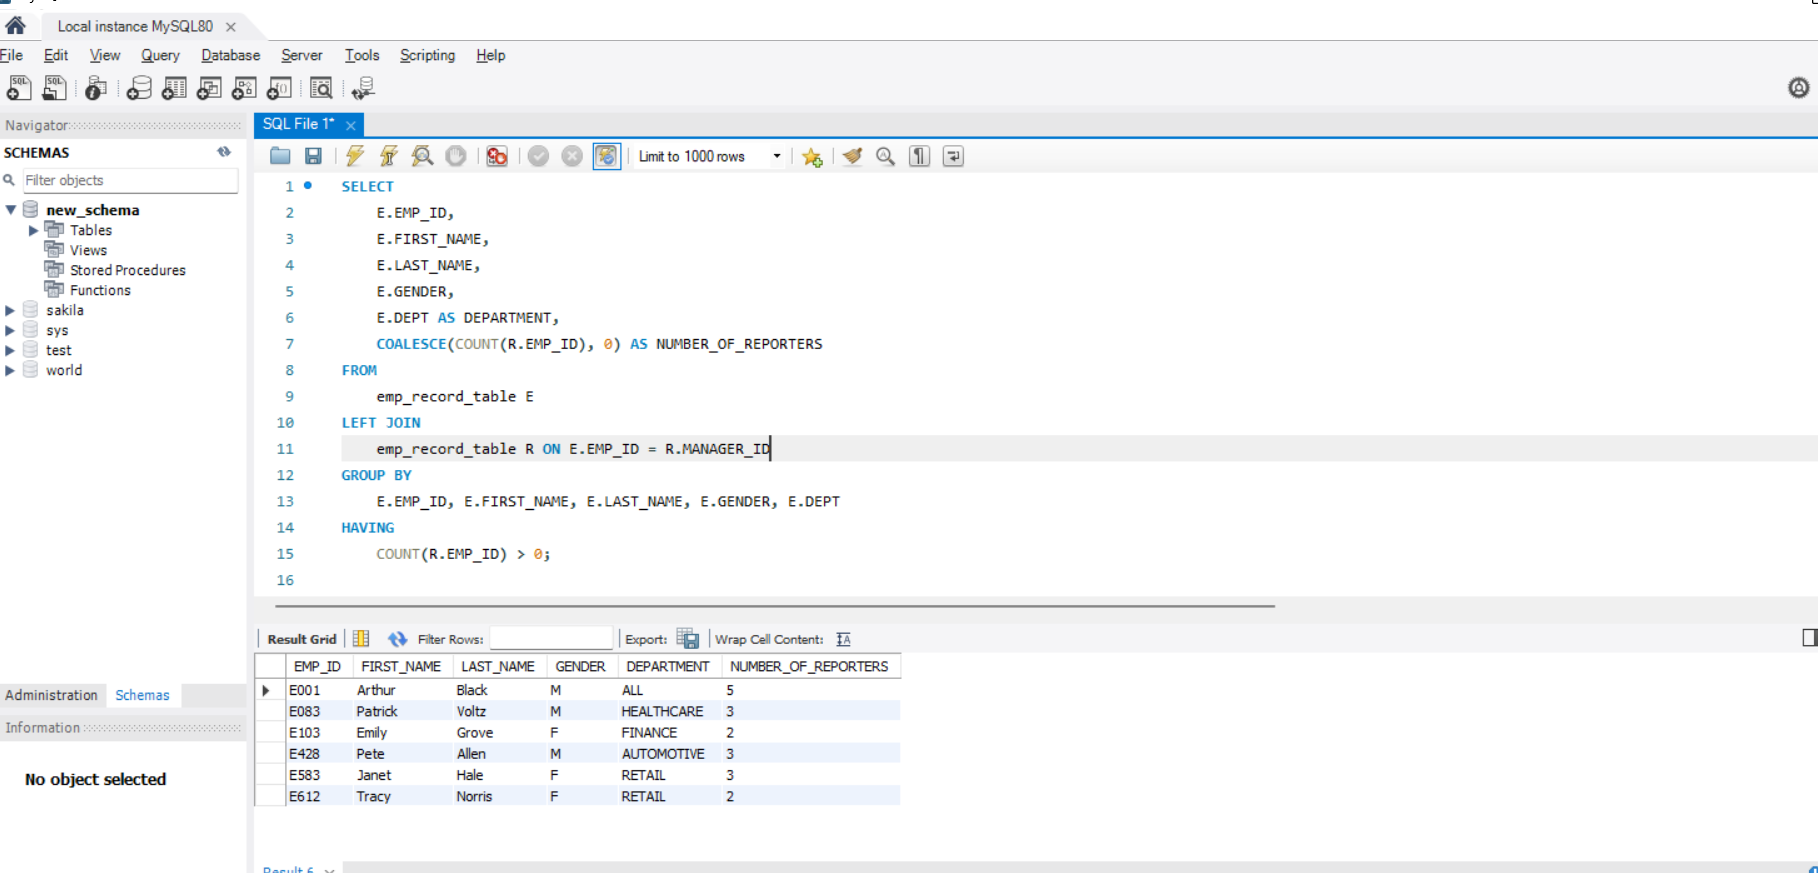 Local instance MySQL80
File Edit View Query Database Server Tools Scripting Help
Navigator
SCHEMAS
Filter objects
new_schema
Tables
Views
Stored Procedures
Functions
sakila
sys
test
world
Administration Schemas
Information
No object selected
SQL File 1*
Limit to 1000 rows
1 SELECT
2 E.EMP_ID,
3 E.FIRST_NAME,
4 E.LAST_NAME,
5 E.GENDER,
6 E.DEPT AS DEPARTMENT,
7 COALESCE(COUNT(R.EMP_ID), 0) AS NUMBER_OF_REPORTERS
8 FROM
9 emp_record_table E
10 LEFT JOIN
11 emp_record_table R ON E.EMP_ID = R.MANAGER_ID
12 GROUP BY
13 E.EMP_ID, E.FIRST_NAME, E.LAST_NAME, E.GENDER, E.DEPT
14 HAVING
15 COUNT(R.EMP_ID) > 0;
16
Result Grid Filter Rows: Export: Wrap Cell Content:
EMP_ID FIRST_NAME LAST_NAME GENDER DEPARTMENT NUMBER_OF_REPORTERS
E001 Arthur Black M ALL 5
E083 Patrick Voltz M HEALTHCARE 3
E103 Emily Grove F FINANCE 2
E428 Pete Allen M AUTOMOTIVE 3
E583 Janet Hale F RETAIL 3
E612 Tracy Norris F RETAIL 2
Result 6